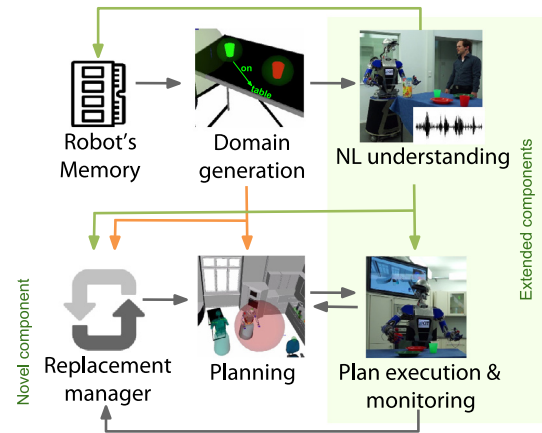 on
table
Robot's
Memory
Domain
generation
NL understanding
Extended components
Novel component
Replacement
manager
Planning
Plan execution &
monitoring